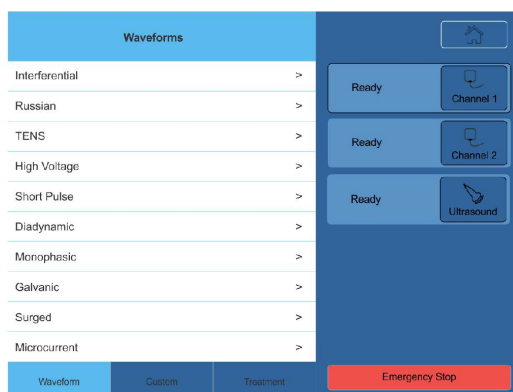 Waveforms
Interferential >
Russian >
TENS >
High Voltage >
Short Pulse >
Diadynamic >
Monophasic >
Galvanic >
Surged >
Microcurrent >
Waveform Custom Treatment
Ready Channel 1
Ready Channel 2
Ready Ultrasound
Emergency Stop